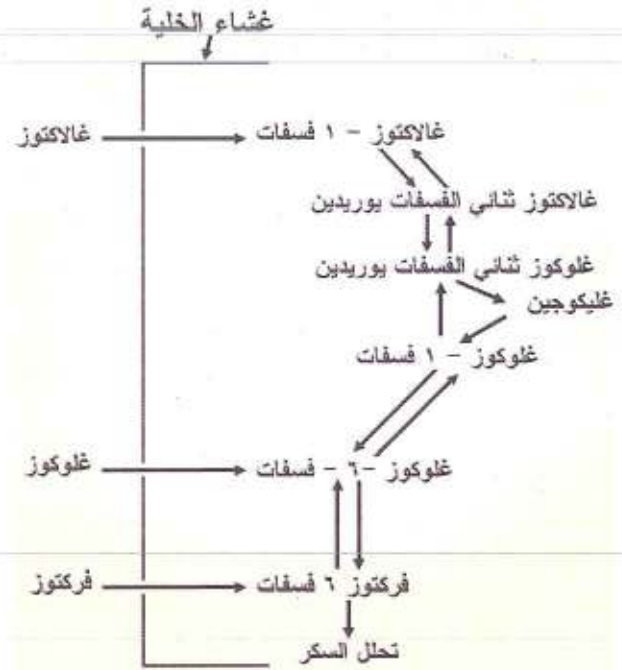 غشاء الخلية
غالاكتوز
غالاكتوز - ١ فسفات
غالاكتوز ثنائي الفسفات يوريدين
غلوكوز ثنائي الفسفات يوريدين
غليكوجين
غلوكوز - ١ فسفات
غلوكوز
غلوكوز -٦ - فسفات
فركتوز
فركتوز ٦ فسفات
تحلل السكر